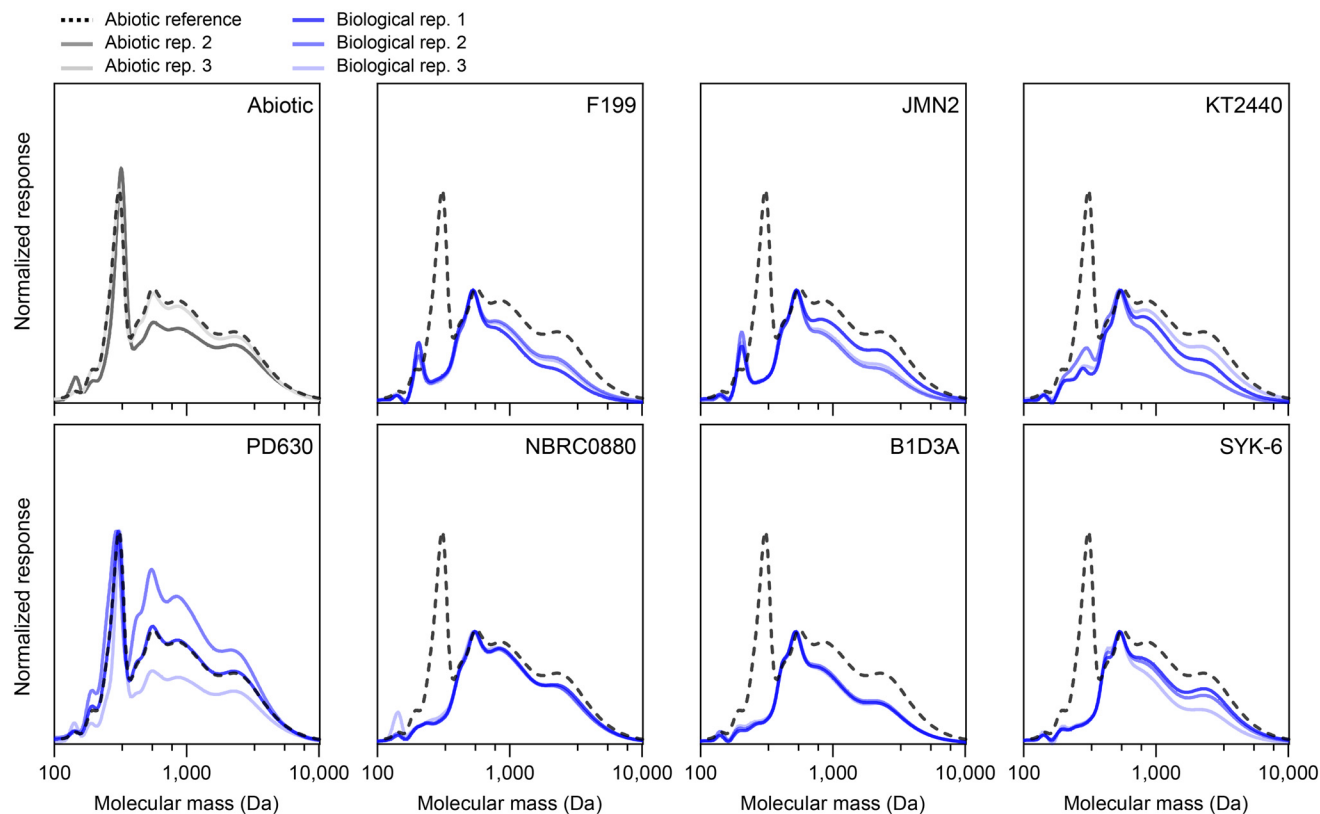 Abiotic reference
Abiotic rep. 2
Abiotic rep. 3
Biological rep. 1
Biological rep. 2
Biological rep. 3
Normalized response
Abiotic
F199
JMN2
KT2440
Normalized response
PD630
NBRC0880
B1D3A
SYK-6
100 1,000 10,000
100 1,000 10,000
100 1,000 10,000
100 1,000 10,000
Molecular mass (Da)
Molecular mass (Da)
Molecular mass (Da)
Molecular mass (Da)